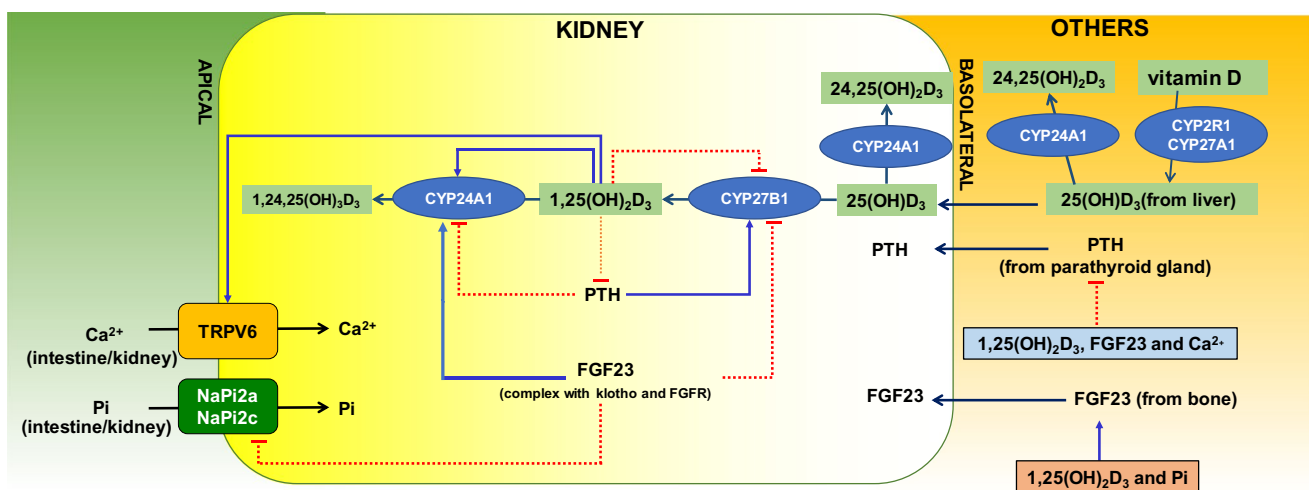 KIDNEY
OTHERS
APICAL
BASOLATERAL
24,25(OH)₂D₃
24,25(OH)₂D₃
vitamin D
CYP24A1
CYP24A1
CYP2R1
CYP27A1
1,24,25(OH)₃D₃
CYP24A1
1,25(OH)₂D₃
CYP27B1
25(OH)D₃
25(OH)D₃(from liver)
PTH
PTH
(from parathyroid gland)
PTH
Ca²⁺
(intestine/kidney)
TRPV6
Ca²⁺
1,25(OH)₂D₃, FGF23 and Ca²⁺
FGF23
(complex with klotho and FGFR)
FGF23
FGF23 (from bone)
Pi
(intestine/kidney)
NaPi2a
NaPi2c
Pi
1,25(OH)₂D₃ and Pi